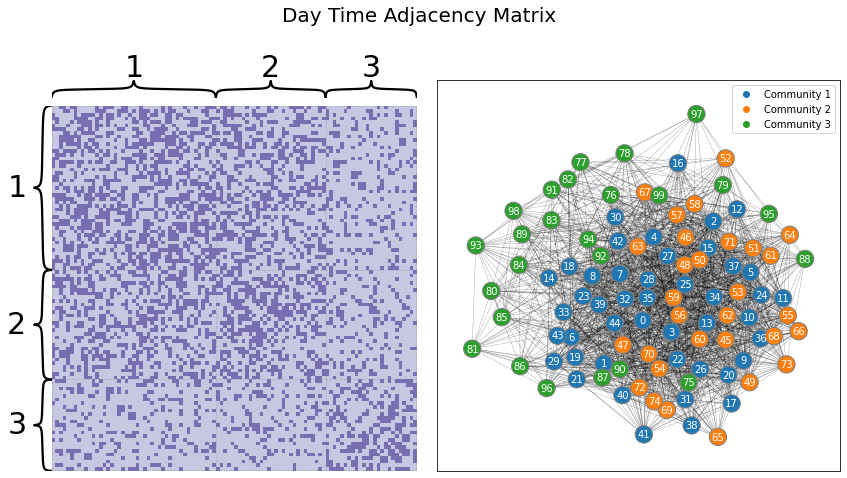 Day Time Adjacency Matrix
1 2 3
1
2
3
Community 1
Community 2
Community 3
97
78 16 52
77
82
91 76 67 99 79
98 83 30 57 58 2 12 95
89 94 42 63 4 46 15 71 51 64
93 92 27 61 88
84 18 14 8 7 28 48 50 37 5
80 23 39 32 35 25 59 34 53 24 11
85 33 44 0 3 56 13 62 10 55 66
43 6 47 60 45 36 68
81 86 29 19 1 90 87 70 54 22 26 9 20 73
96 21 40 72 75 49
74 69 31 17
41 38 65